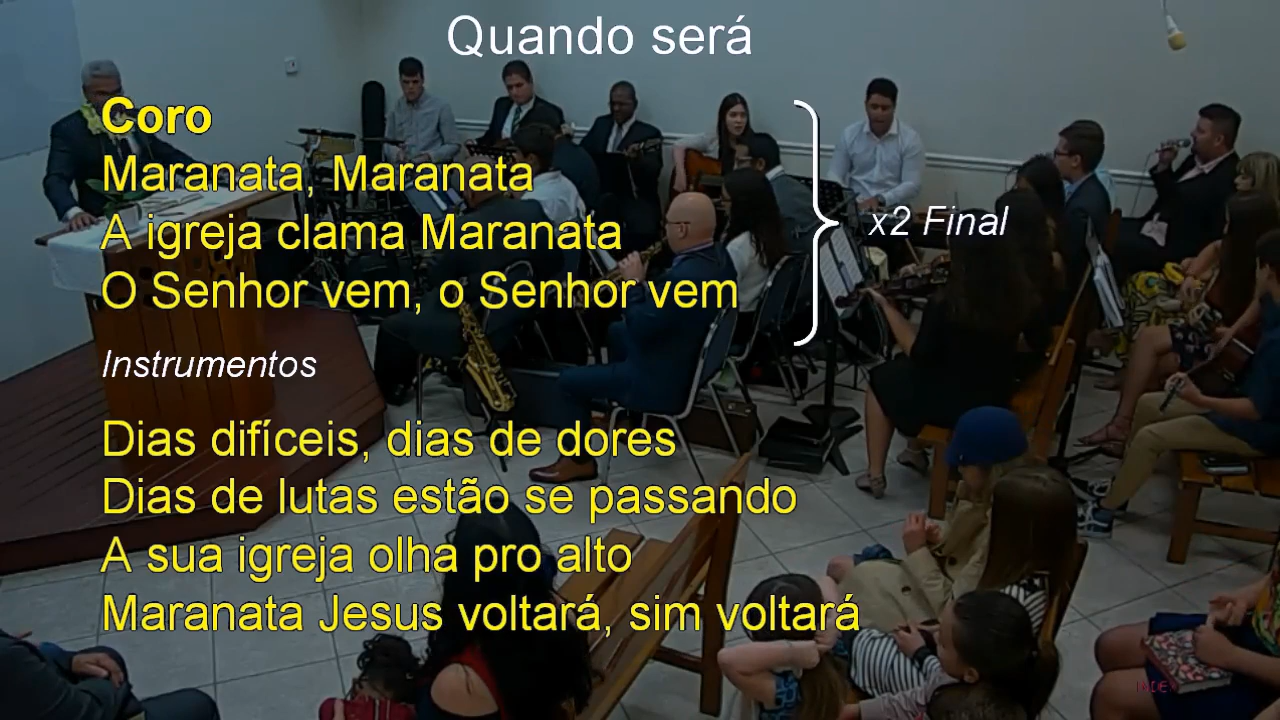 Quando será
Coro
Maranata, Maranata
A igreja clama Maranata
O Senhor vem, o Senhor vem
x2 Final
Instrumentos
Dias difíceis, dias de dores
Dias de lutas estão se passando
A sua igreja olha pro alto
Maranata Jesus voltará, sim voltará